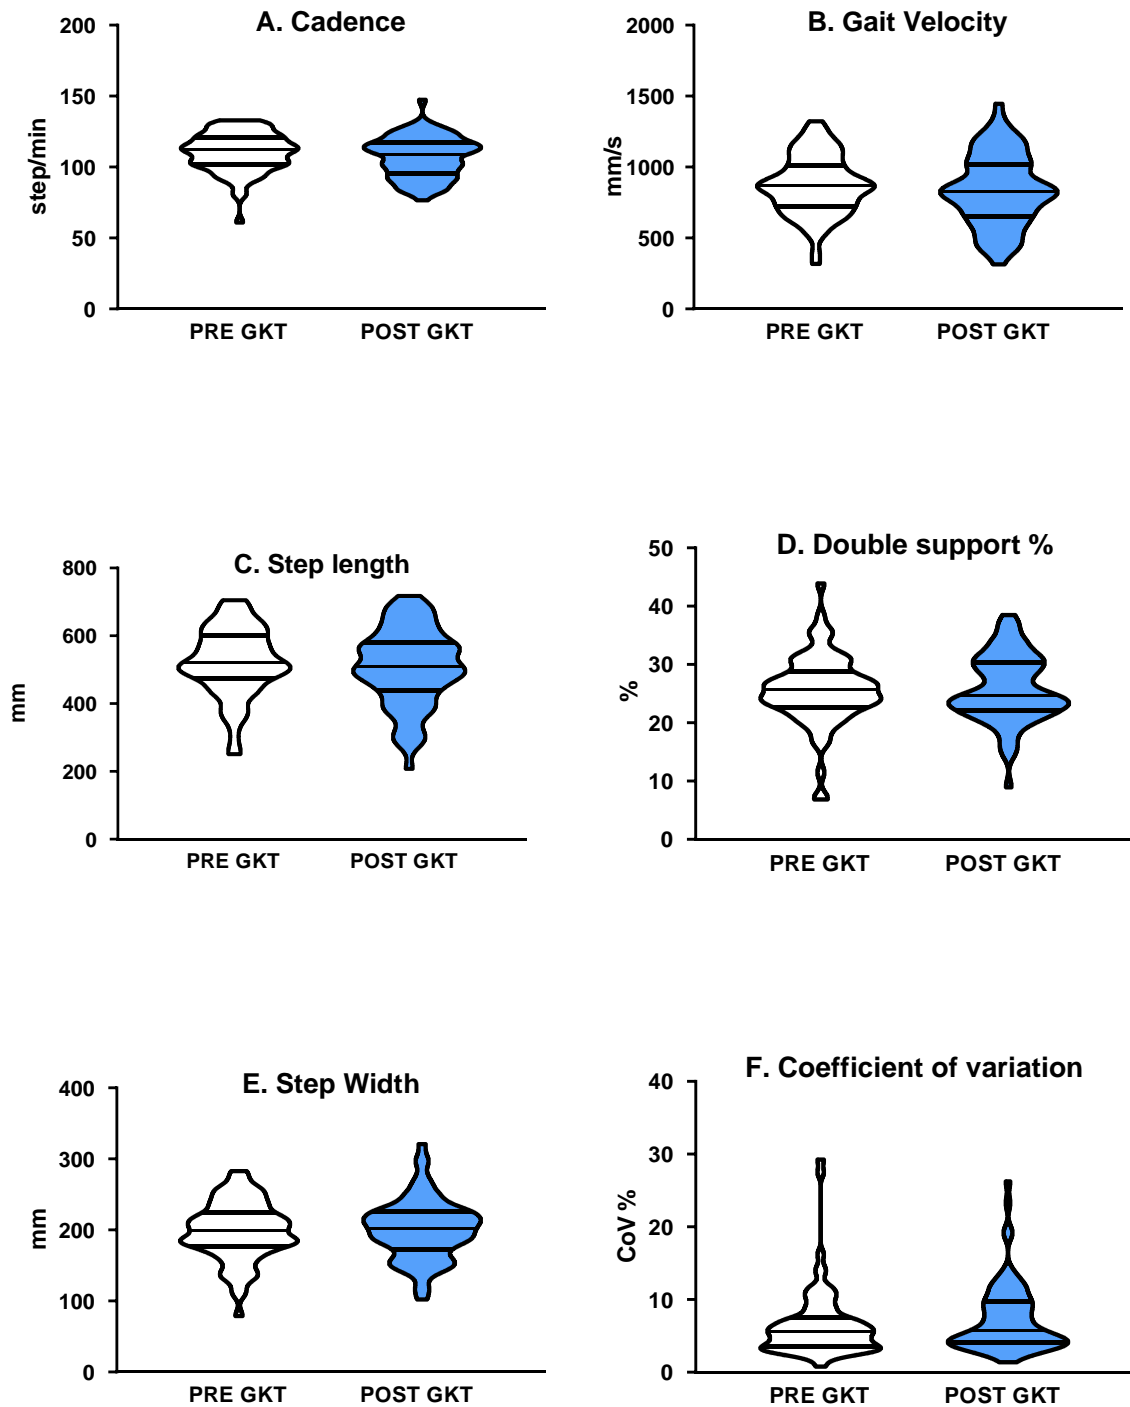 A. Cadence
200
150
100
50
0
step/min
PRE GKT POST GKT
B. Gait Velocity
2000
1500
1000
500
0
mm/s
PRE GKT POST GKT
C. Step length
800
600
400
200
0
mm
PRE GKT POST GKT
D. Double support %
50
40
30
20
10
0
%
PRE GKT POST GKT
E. Step Width
400
300
200
100
0
mm
PRE GKT POST GKT
F. Coefficient of variation
40
30
20
10
0
CoV %
PRE GKT POST GKT